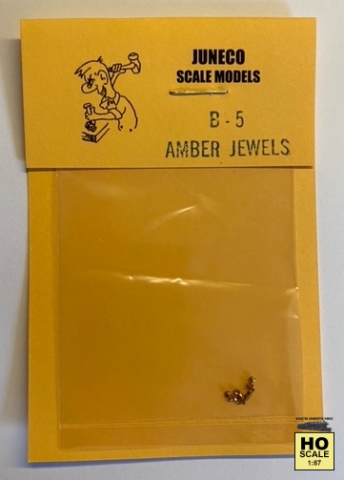 JUNECO
SCALE MODELS
B-5
AMBER JEWELS
HO
SCALE
1:87